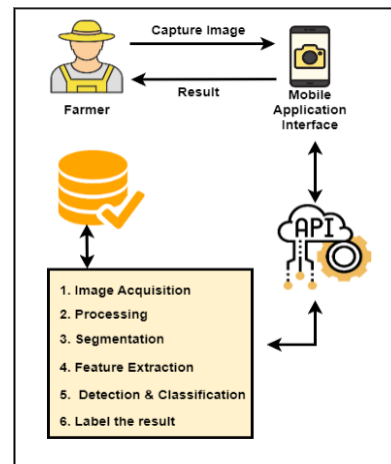 Capture Image
Result
Farmer
Mobile
Application
Interface
API
1. Image Acquisition
2. Processing
3. Segmentation
4. Feature Extraction
5. Detection & Classification
6. Label the result